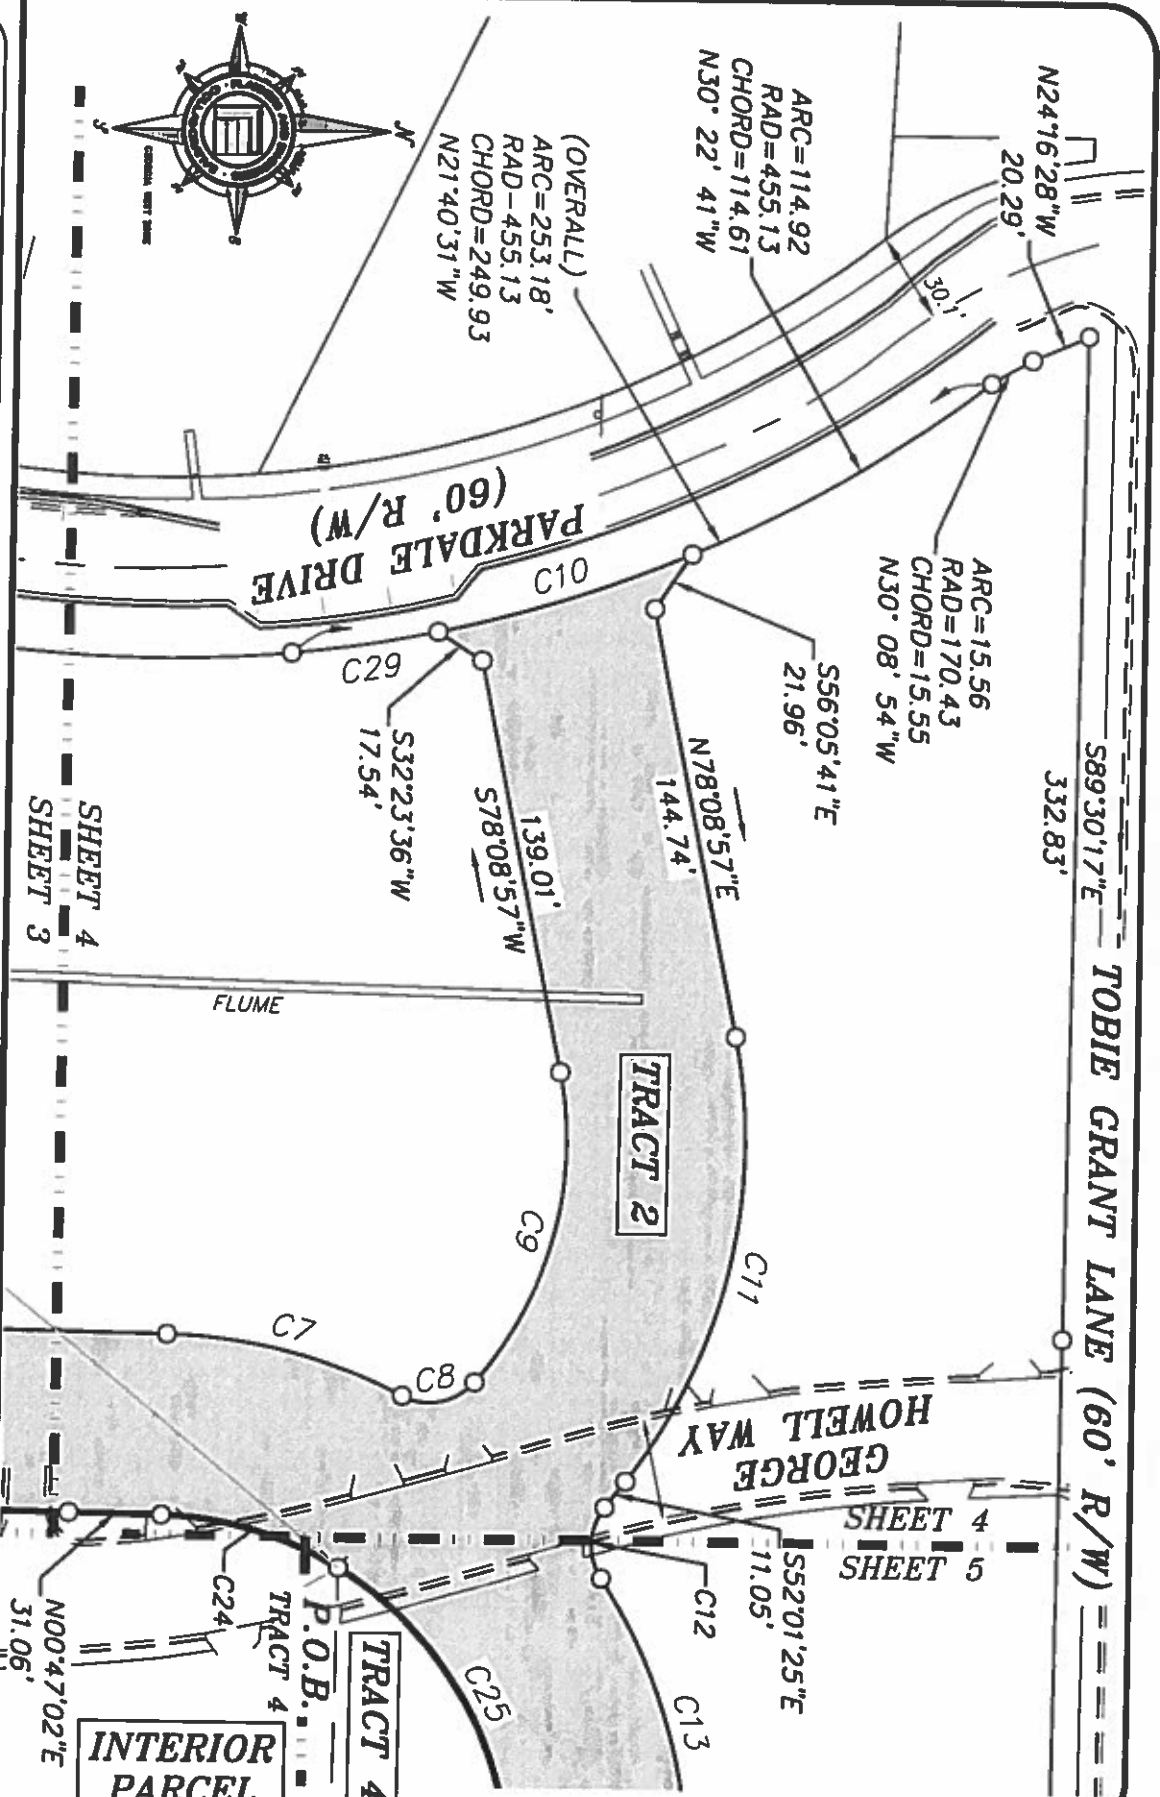 N24°16'28"W
20.29'
ARC=114.92
RAD=455.13
CHORD=114.61
N30° 22' 41"W
(OVERALL)
ARC=253.18'
RAD-455.13
CHORD=249.93
N21°40'31"W
30.1'
ARC=15.56
RAD=170.43
CHORD=15.55
N30° 08' 54"W
S89°30'17"E
332.83'
TOBIE GRANT LANE (60' R/W)
PARKDALE DRIVE
(60' R/W)
C10
C29
S56°05'41"E
21.96'
S32°23'36"W
17.54'
N78°08'57"E
144.74'
139.01'
S78°08'57"W
SHEET 4
SHEET 3
FLUME
TRACT 2
C9
C11
C7
C8
GEORGE
HOWELL WAY
SHEET 4
SHEET 5
S52°01'25"E
11.05'
C12
C13
C24
C25
N00°47'02"E
31.06'
P.O.B.
TRACT 4
TRACT 4
INTERIOR
PARCEL
N
GEORGIA WEST ZONE